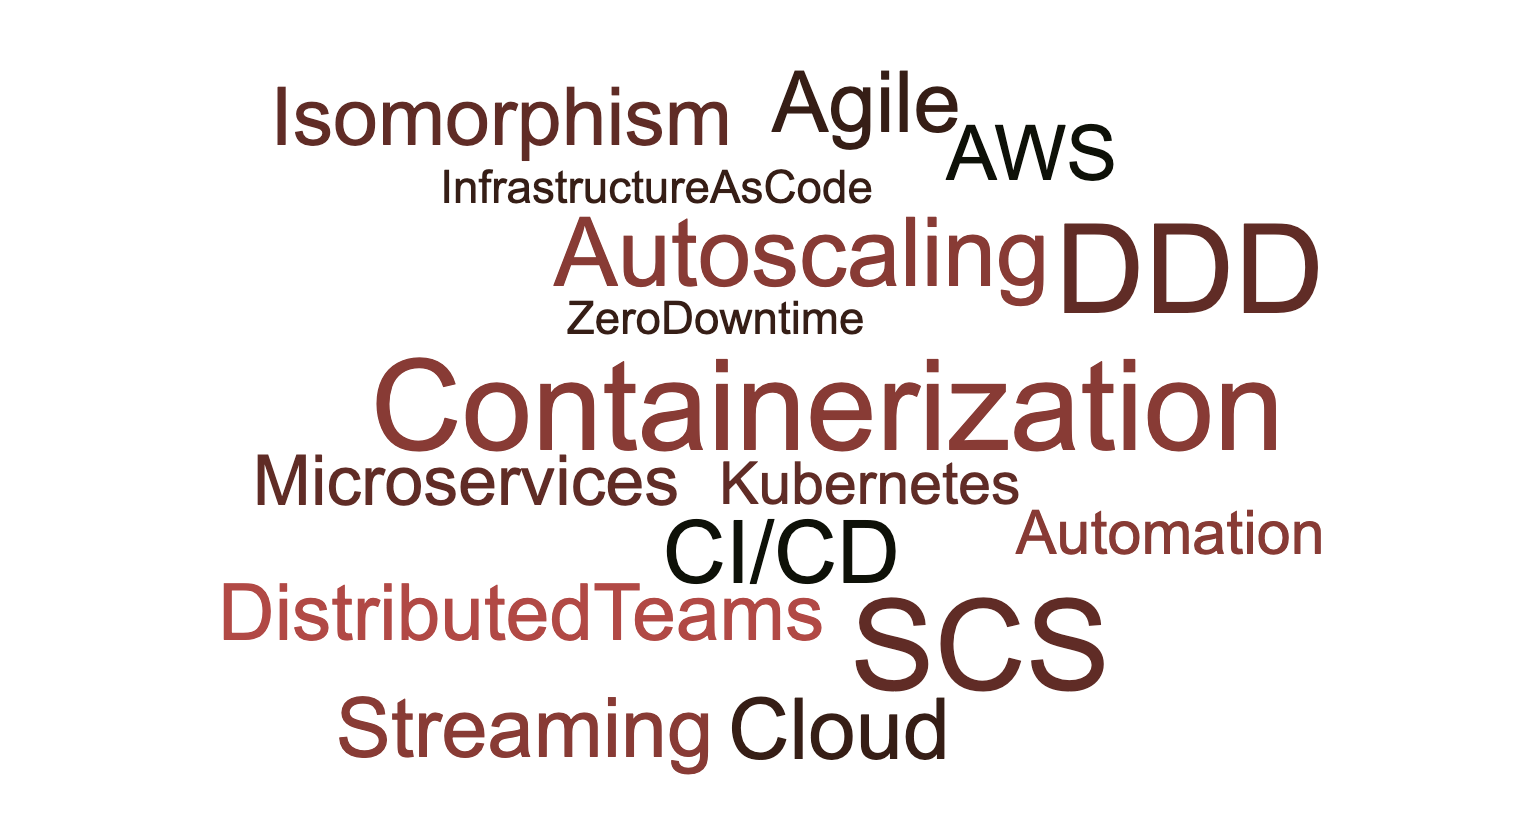 Isomorphism
Agile
AWS
InfrastructureAsCode
Autoscaling
DDD
ZeroDowntime
Containerization
Microservices
Kubernetes
Automation
CI/CD
DistributedTeams
SCS
Streaming
Cloud